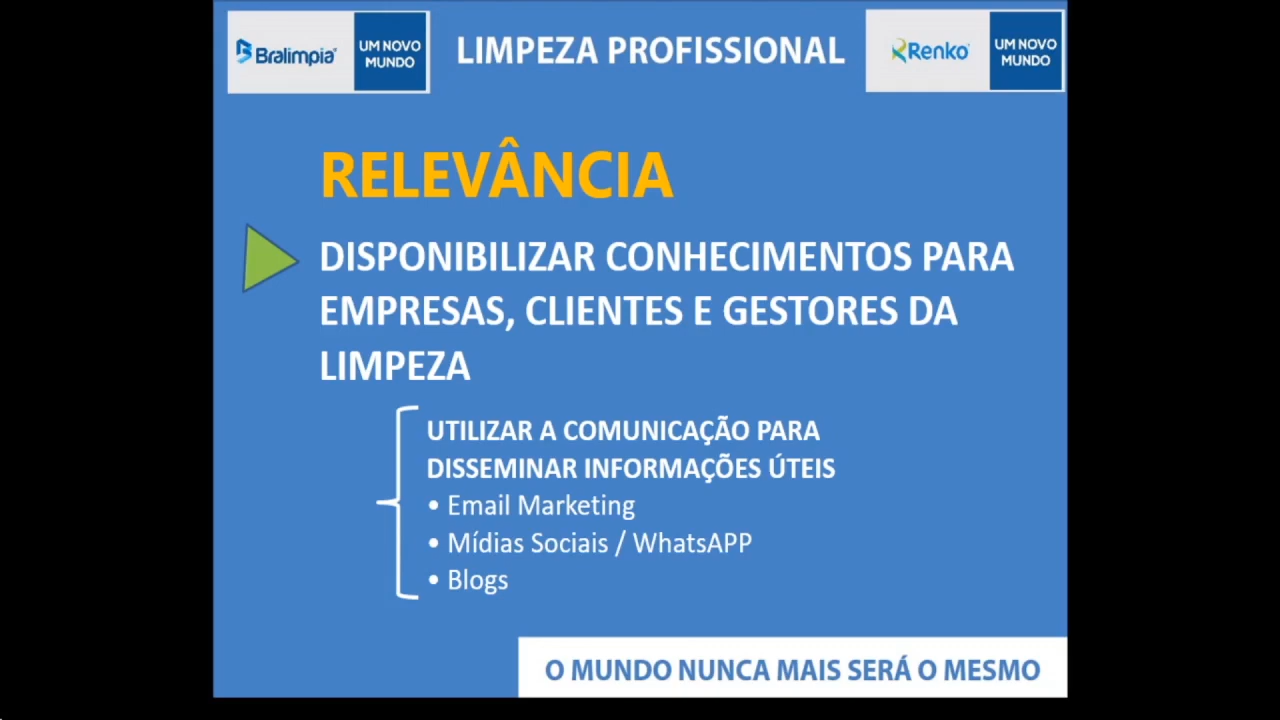 Bralimpia
UM NOVO
MUNDO
LIMPEZA PROFISSIONAL
Renko
UM NOVO
MUNDO
RELEVÂNCIA
DISPONIBILIZAR CONHECIMENTOS PARA
EMPRESAS, CLIENTES E GESTORES DA
LIMPEZA
UTILIZAR A COMUNICAÇÃO PARA
DISSEMINAR INFORMAÇÕES ÚTEIS
• Email Marketing
• Mídias Sociais / WhatsAPP
• Blogs
O MUNDO NUNCA MAIS SERÁ O MESMO